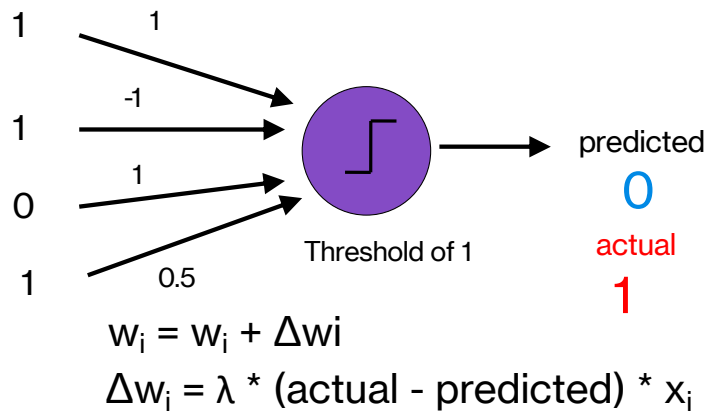 1
1
1
-1
predicted
1
0
0
Threshold of 1
actual
1
0.5
1
wᵢ = wᵢ + Δwi
Δwᵢ = λ * (actual - predicted) * xᵢ